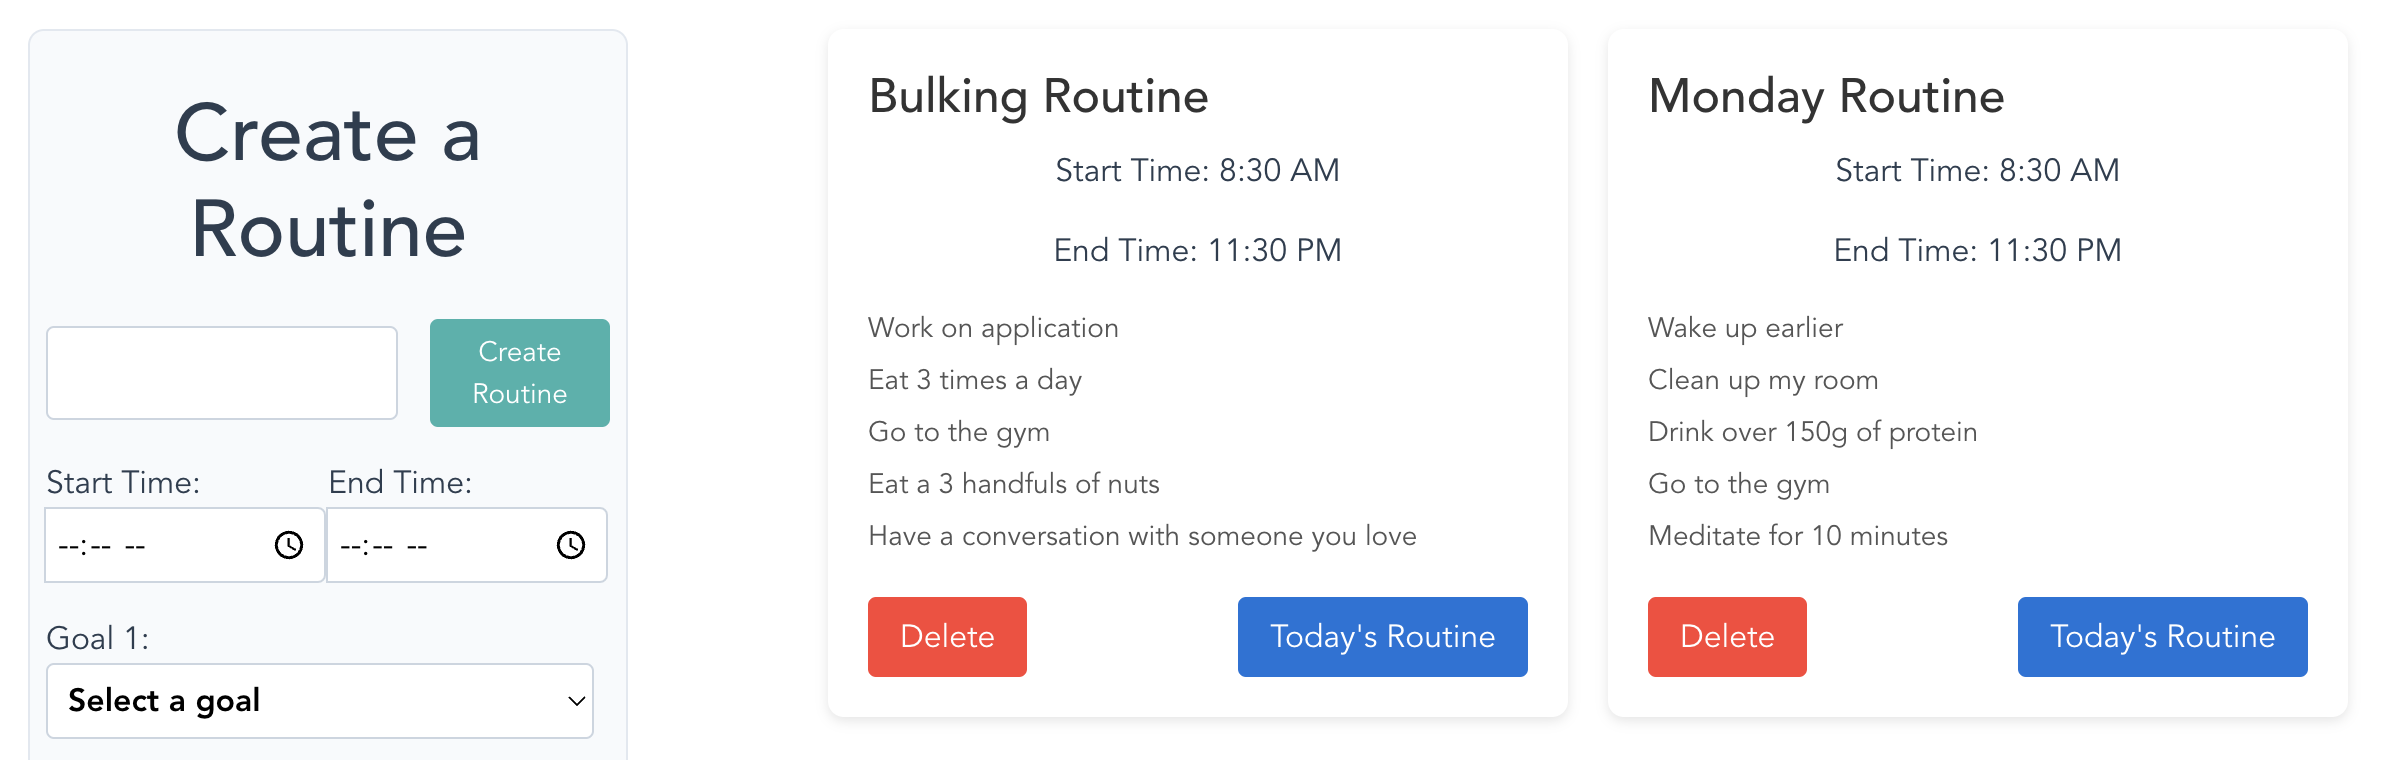 Create a
Routine
Create
Routine
Start Time:
End Time:
--:-- --
--:-- --
Goal 1:
Select a goal
Bulking Routine
Start Time: 8:30 AM
End Time: 11:30 PM
Work on application
Eat 3 times a day
Go to the gym
Eat a 3 handfuls of nuts
Have a conversation with someone you love
Delete
Today's Routine
Monday Routine
Start Time: 8:30 AM
End Time: 11:30 PM
Wake up earlier
Clean up my room
Drink over 150g of protein
Go to the gym
Meditate for 10 minutes
Delete
Today's Routine